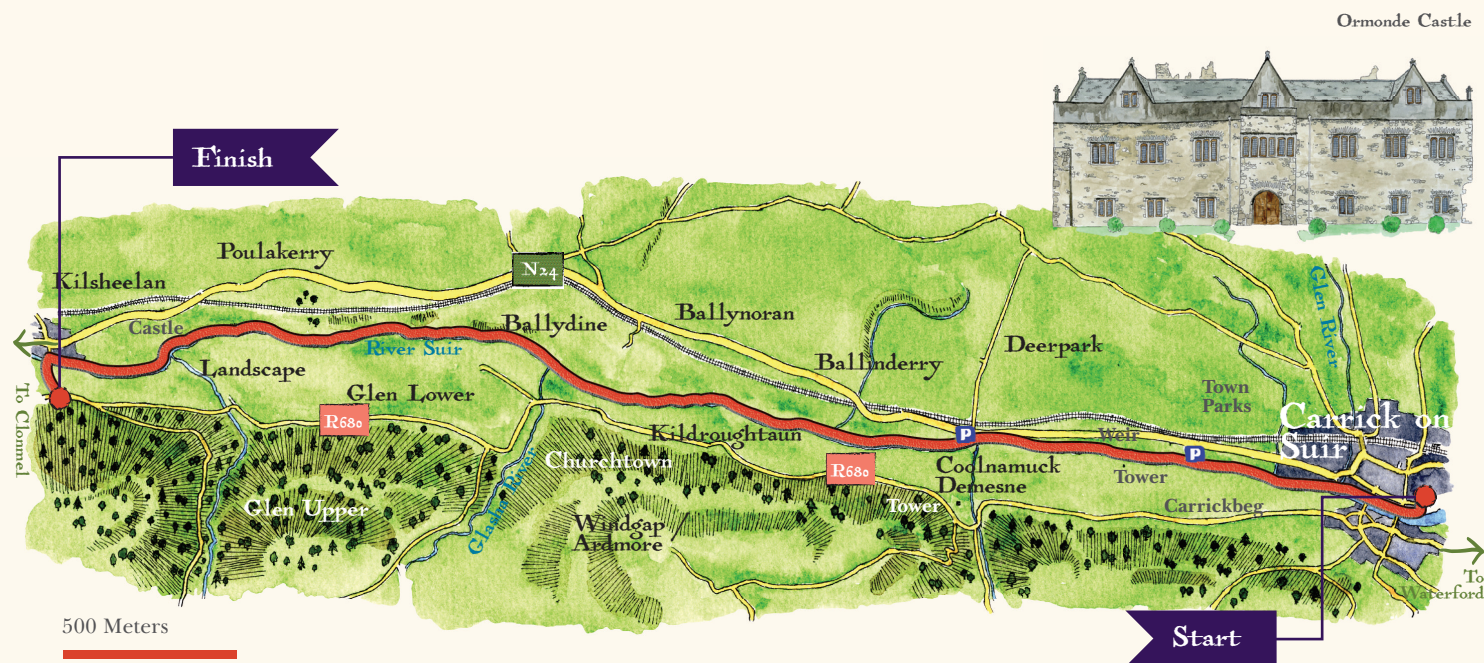 Ormonde Castle
Finish
Poulakerry
Kilsheelan
N24
Glen River
Castle
Ballydine
Ballynoran
River Suir
Deerpark
Ballinderry
Landscape
Glen Lower
Town
Parks
To Clonmel
R680
Carrick on
Suir
Kildroughtaun
P
Weir
P
Churchtown
R680
Coolnamuck
Demesne
Tower
Glen Upper
Glasha River
Tower
Carrickbeg
Windgap
Ardmore
To
Waterford
500 Meters
Start